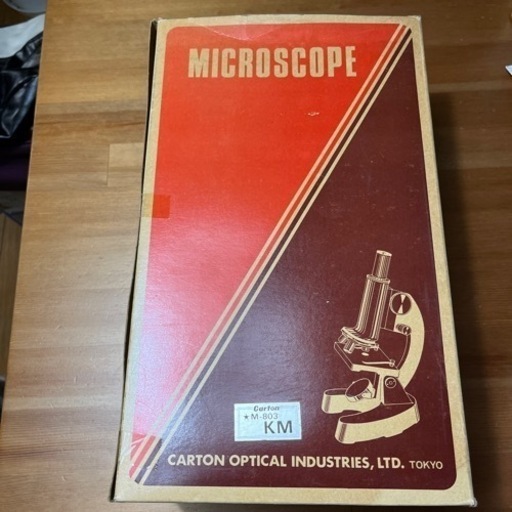 MICROSCOPE
Carton
★M-803
KM
CARTON OPTICAL INDUSTRIES, LTD. TOKYO